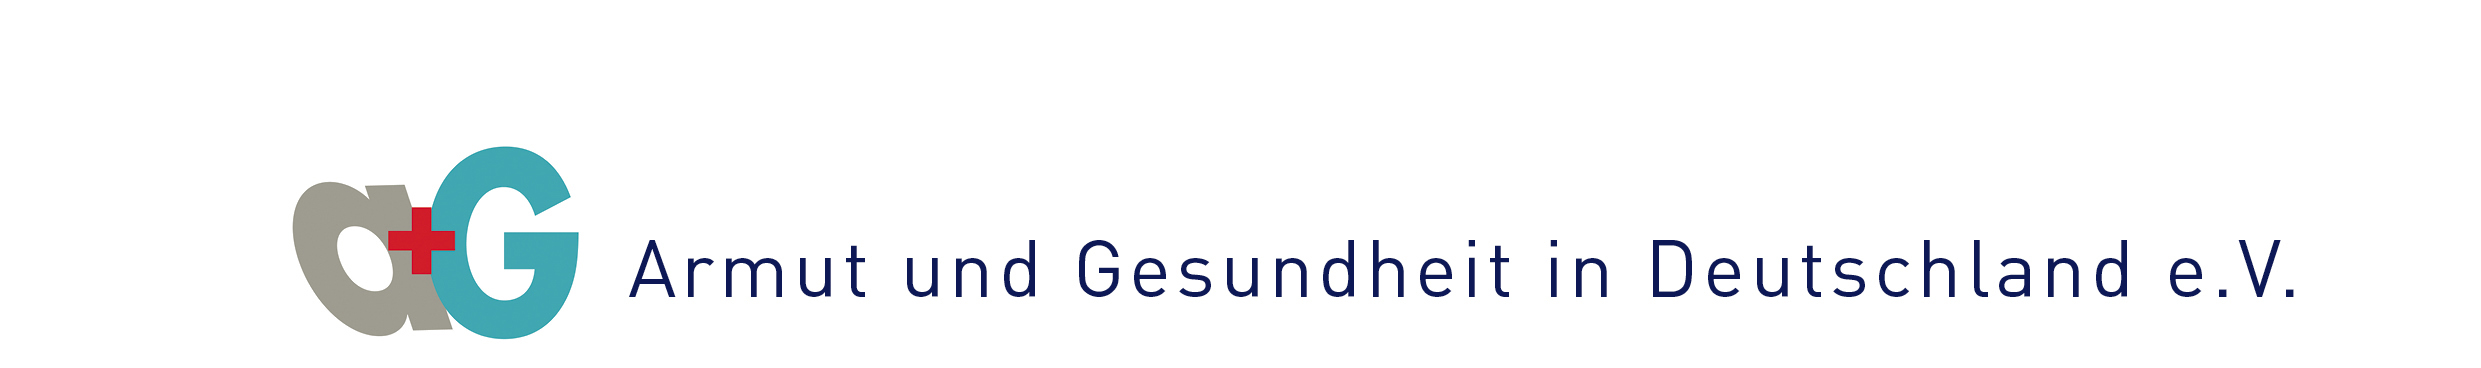 a+G Armut und Gesundheit in Deutschland e.V.